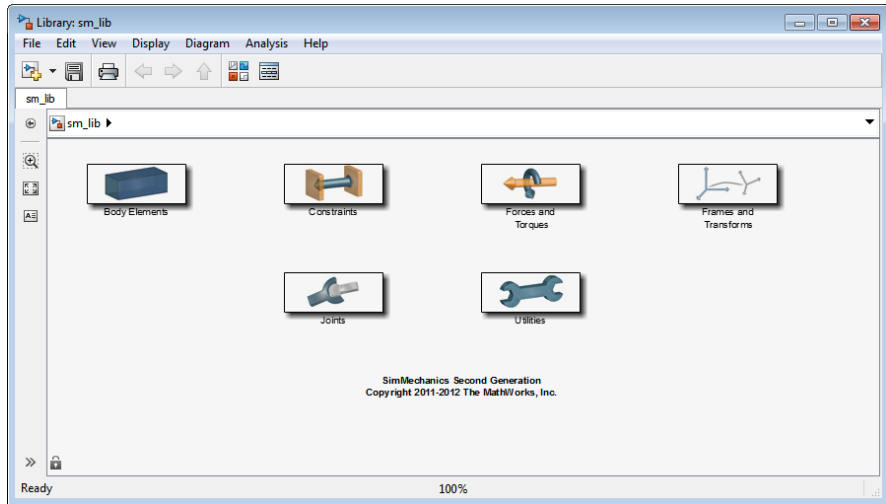 Library: sm_lib
File Edit View Display Diagram Analysis Help
sm_lib
sm_lib
Body Elements
Constraints
Forces and
Torques
Frames and
Transforms
Joints
Utilities
SimMechanics Second Generation
Copyright 2011-2012 The MathWorks, Inc.
Ready 100%